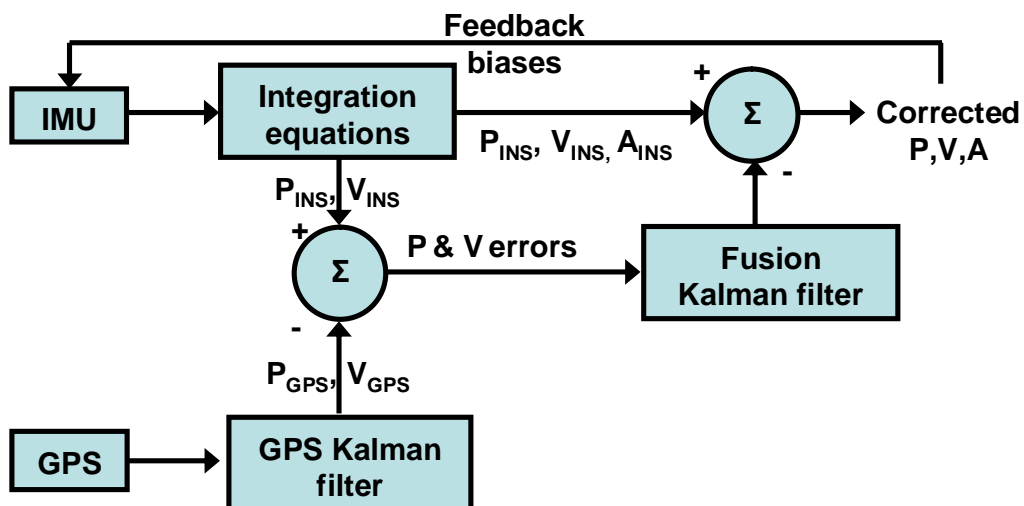 Feedback
biases
IMU
Integration
equations
+
Σ
Corrected
P,V,A
P_INS, V_INS, A_INS
-
P_INS, V_INS
+
Σ
P & V errors
Fusion
Kalman filter
-
P_GPS, V_GPS
GPS
GPS Kalman
filter